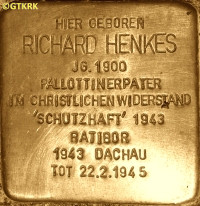 ©GTKRK
HIER GEBOREN
RICHARD HENKES
JG. 1900
PALLOTTINERPATER
IM CHRISTLICHEN WIDERSTAND
'SCHUTZHAFT' 1943
RATIBOR
1943 DACHAU
TOT 22.2.1945